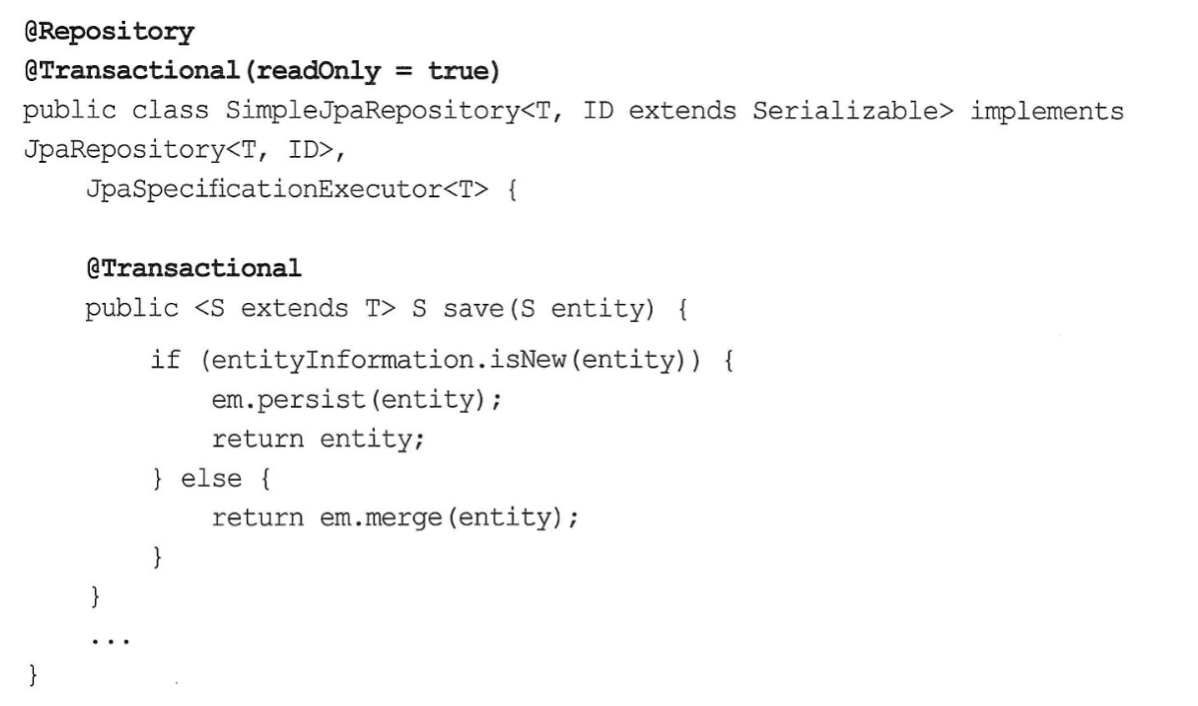 @Repository
@Transactional(readOnly = true)
public class SimpleJpaRepository<T, ID extends Serializable> implements
JpaRepository<T, ID>,
    JpaSpecificationExecutor<T> {

    @Transactional
    public <S extends T> S save(S entity) {
        if (entityInformation.isNew(entity)) {
            em.persist(entity);
            return entity;
        } else {
            return em.merge(entity);
        }
    }
    ...
}